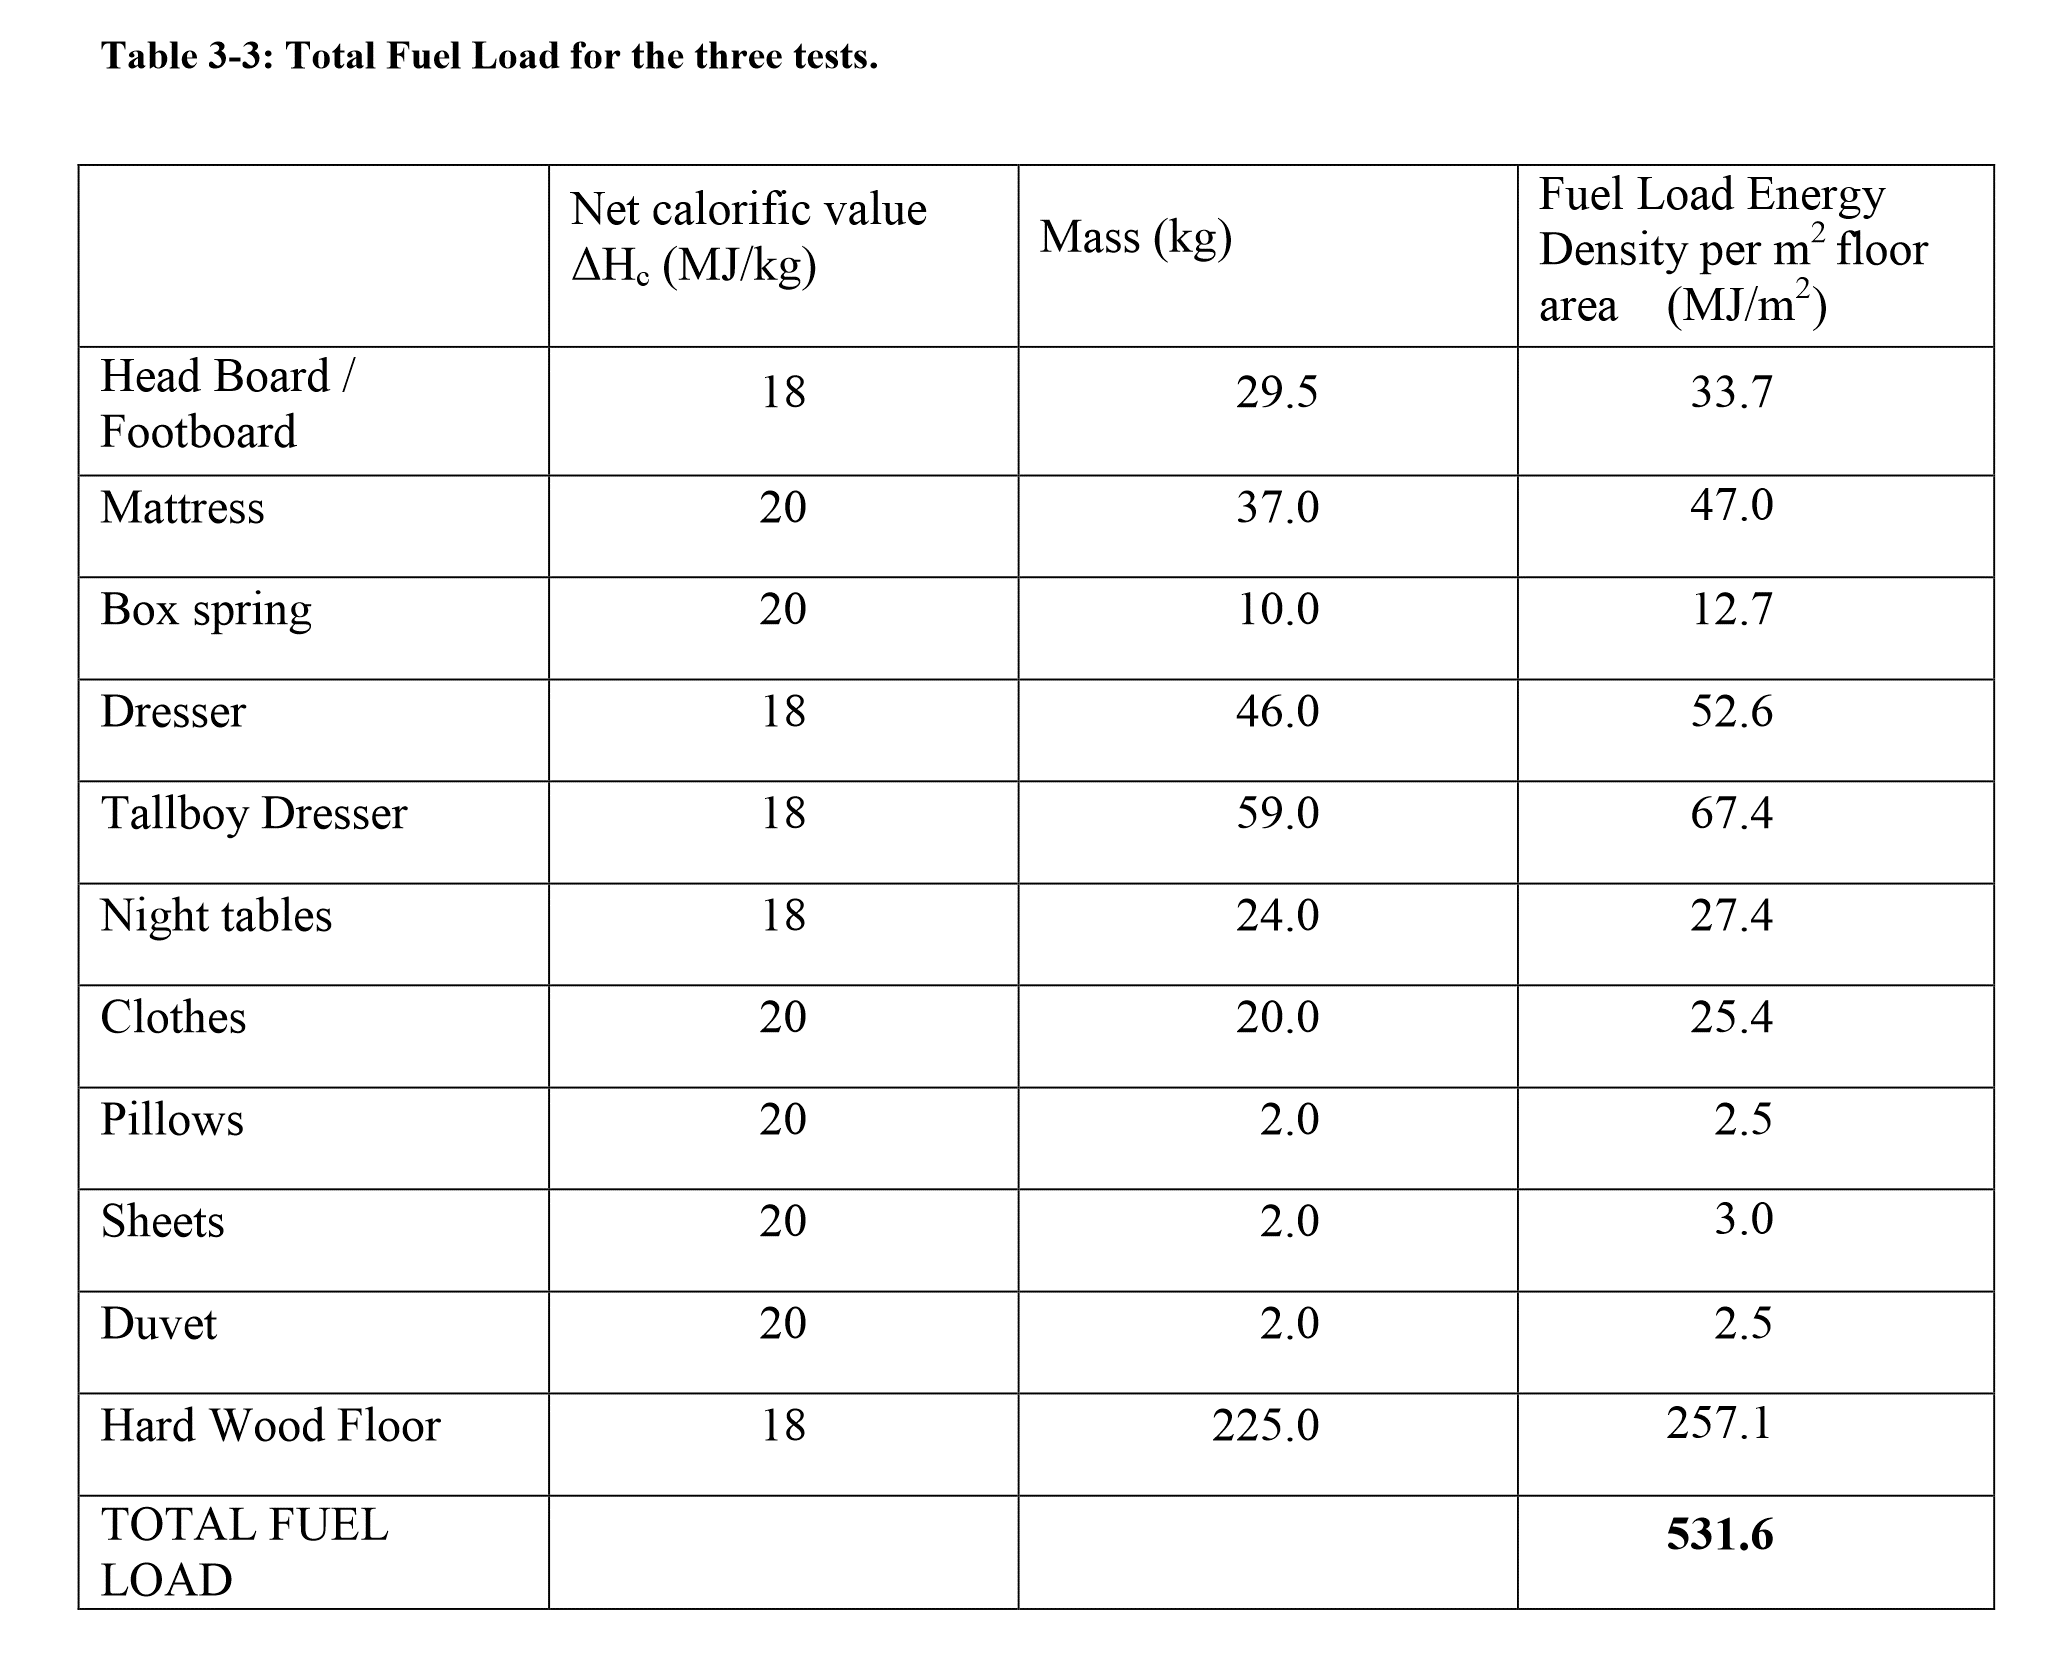 Table 3-3: Total Fuel Load for the three tests.
Net calorific value
ΔHc (MJ/kg)
Mass (kg)
Fuel Load Energy
Density per m² floor
area (MJ/m²)
Head Board /
Footboard
18
29.5
33.7
Mattress
20
37.0
47.0
Box spring
20
10.0
12.7
Dresser
18
46.0
52.6
Tallboy Dresser
18
59.0
67.4
Night tables
18
24.0
27.4
Clothes
20
20.0
25.4
Pillows
20
2.0
2.5
Sheets
20
2.0
3.0
Duvet
20
2.0
2.5
Hard Wood Floor
18
225.0
257.1
TOTAL FUEL
LOAD
531.6